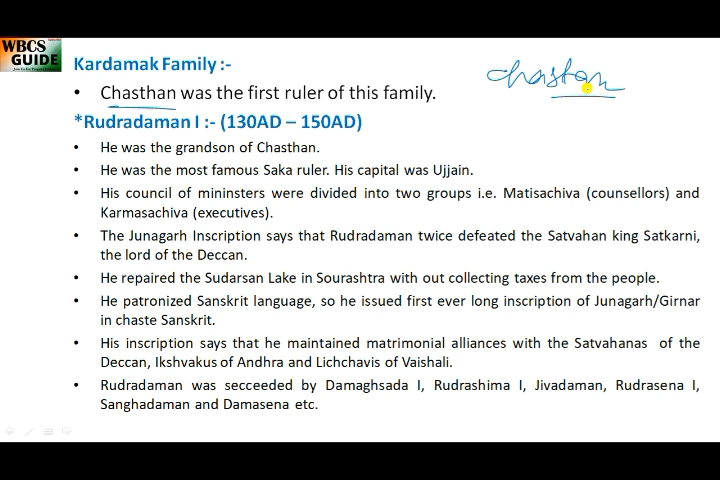 WBCS
GUIDE
Kardamak Family :-
chastan
• Chasthan was the first ruler of this family.
*Rudradaman I :- (130AD – 150AD)
• He was the grandson of Chasthan.
• He was the most famous Saka ruler. His capital was Ujjain.
• His council of mininsters were divided into two groups i.e. Matisachiva (counsellors) and
Karmasachiva (executives).
• The Junagarh Inscription says that Rudradaman twice defeated the Satvahan king Satkarni,
the lord of the Deccan.
• He repaired the Sudarsan Lake in Sourashtra with out collecting taxes from the people.
• He patronized Sanskrit language, so he issued first ever long inscription of Junagarh/Girnar
in chaste Sanskrit.
• His inscription says that he maintained matrimonial alliances with the Satvahanas of the
Deccan, Ikshvakus of Andhra and Lichchavis of Vaishali.
• Rudradaman was secceeded by Damaghsada I, Rudrashima I, Jivadaman, Rudrasena I,
Sanghadaman and Damasena etc.